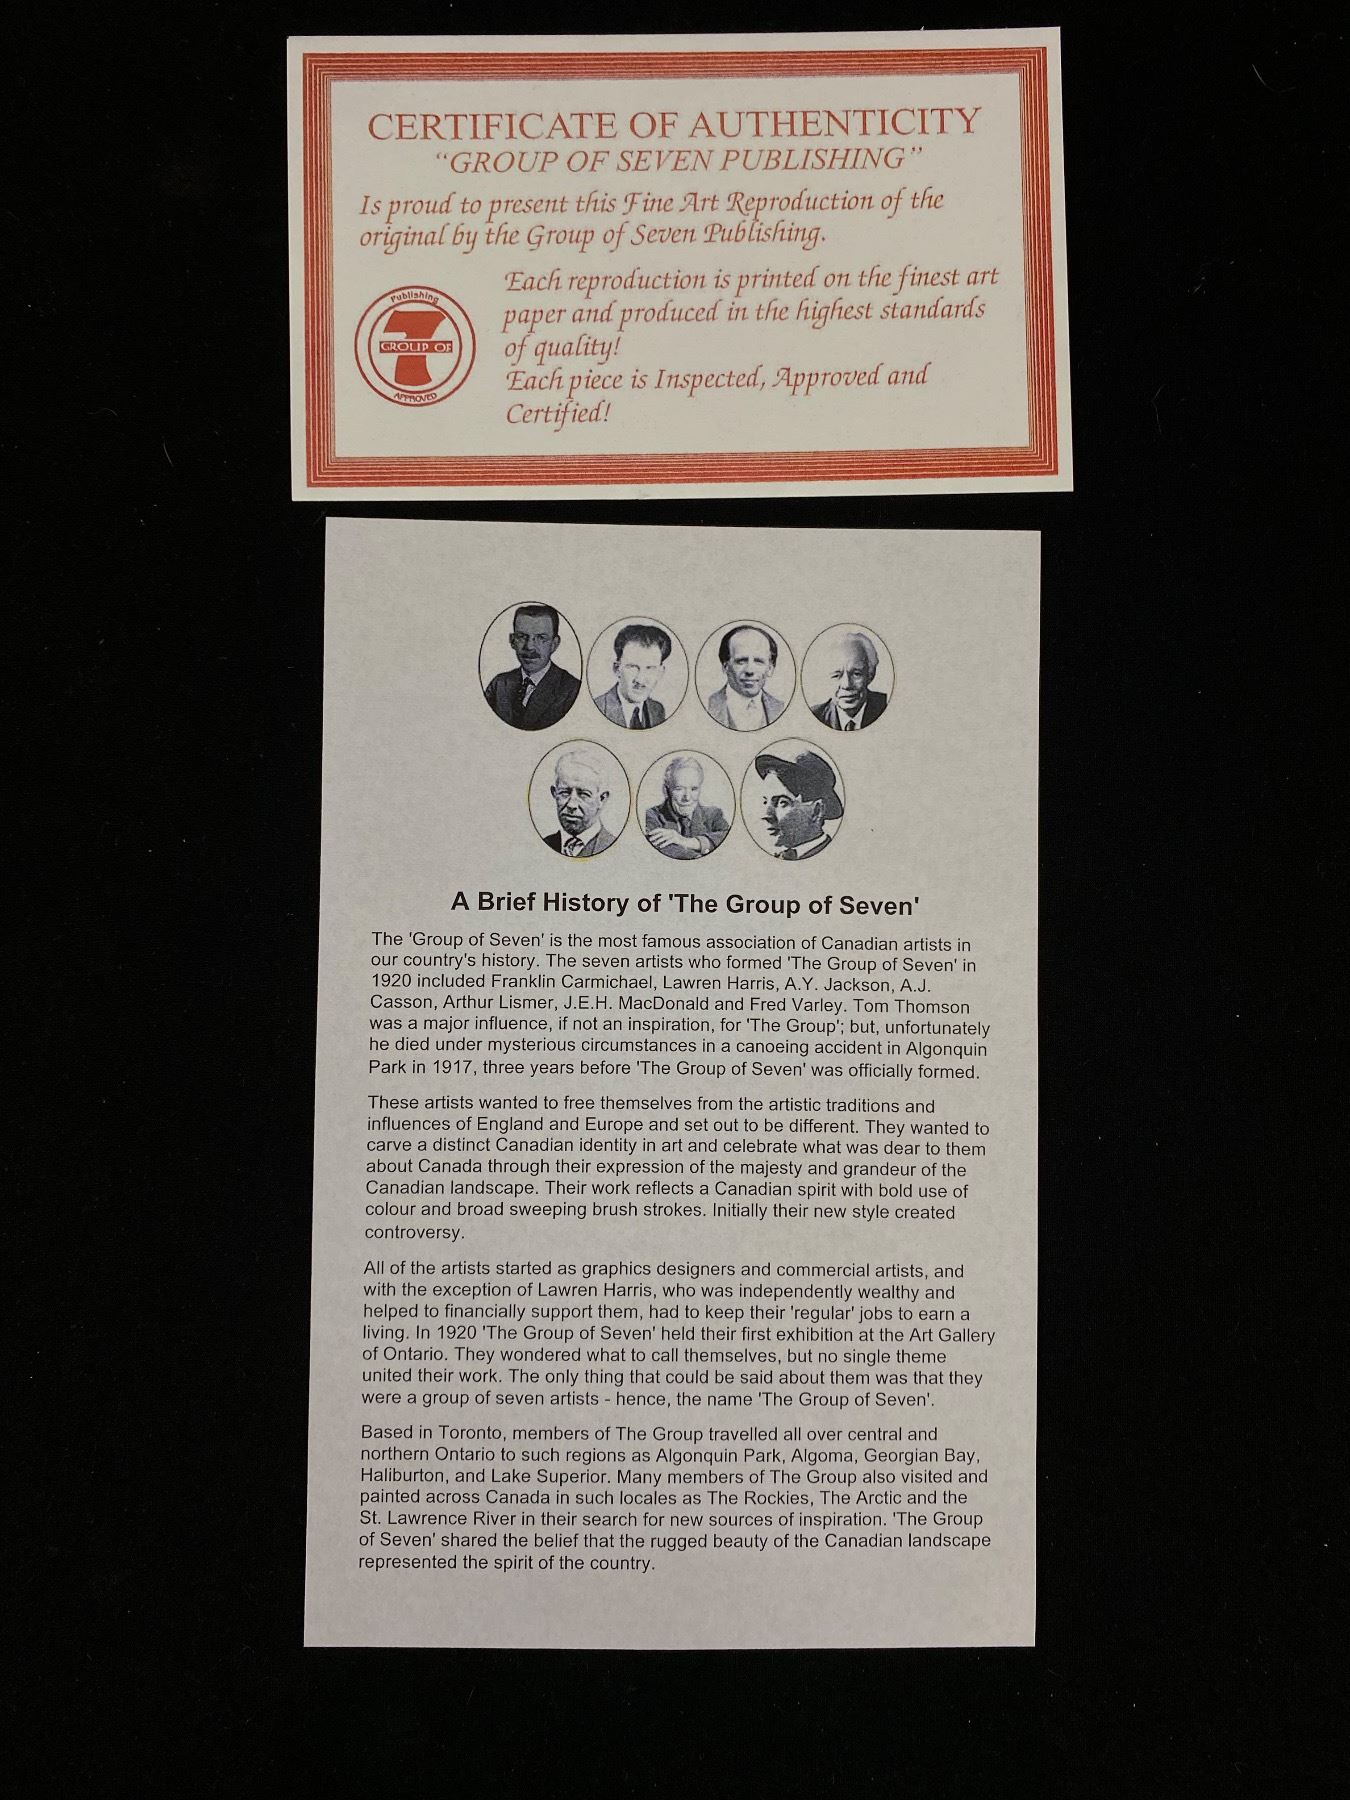 CERTIFICATE OF AUTHENTICITY
“GROUP OF SEVEN PUBLISHING”
Is proud to present this Fine Art Reproduction of the
original by the Group of Seven Publishing.
Each reproduction is printed on the finest art
paper and produced in the highest standards
of quality!
Each piece is Inspected, Approved and
Certified!
Publishing
GROUP OF
APPROVED
A Brief History of 'The Group of Seven'
The 'Group of Seven' is the most famous association of Canadian artists in
our country's history. The seven artists who formed 'The Group of Seven' in
1920 included Franklin Carmichael, Lawren Harris, A.Y. Jackson, A.J.
Casson, Arthur Lismer, J.E.H. MacDonald and Fred Varley. Tom Thomson
was a major influence, if not an inspiration, for 'The Group'; but, unfortunately
he died under mysterious circumstances in a canoeing accident in Algonquin
Park in 1917, three years before 'The Group of Seven' was officially formed.
These artists wanted to free themselves from the artistic traditions and
influences of England and Europe and set out to be different. They wanted to
carve a distinct Canadian identity in art and celebrate what was dear to them
about Canada through their expression of the majesty and grandeur of the
Canadian landscape. Their work reflects a Canadian spirit with bold use of
colour and broad sweeping brush strokes. Initially their new style created
controversy.
All of the artists started as graphics designers and commercial artists, and
with the exception of Lawren Harris, who was independently wealthy and
helped to financially support them, had to keep their 'regular' jobs to earn a
living. In 1920 'The Group of Seven' held their first exhibition at the Art Gallery
of Ontario. They wondered what to call themselves, but no single theme
united their work. The only thing that could be said about them was that they
were a group of seven artists - hence, the name 'The Group of Seven'.
Based in Toronto, members of The Group travelled all over central and
northern Ontario to such regions as Algonquin Park, Algoma, Georgian Bay,
Haliburton, and Lake Superior. Many members of The Group also visited and
painted across Canada in such locales as The Rockies, The Arctic and the
St. Lawrence River in their search for new sources of inspiration. 'The Group
of Seven' shared the belief that the rugged beauty of the Canadian landscape
represented the spirit of the country.